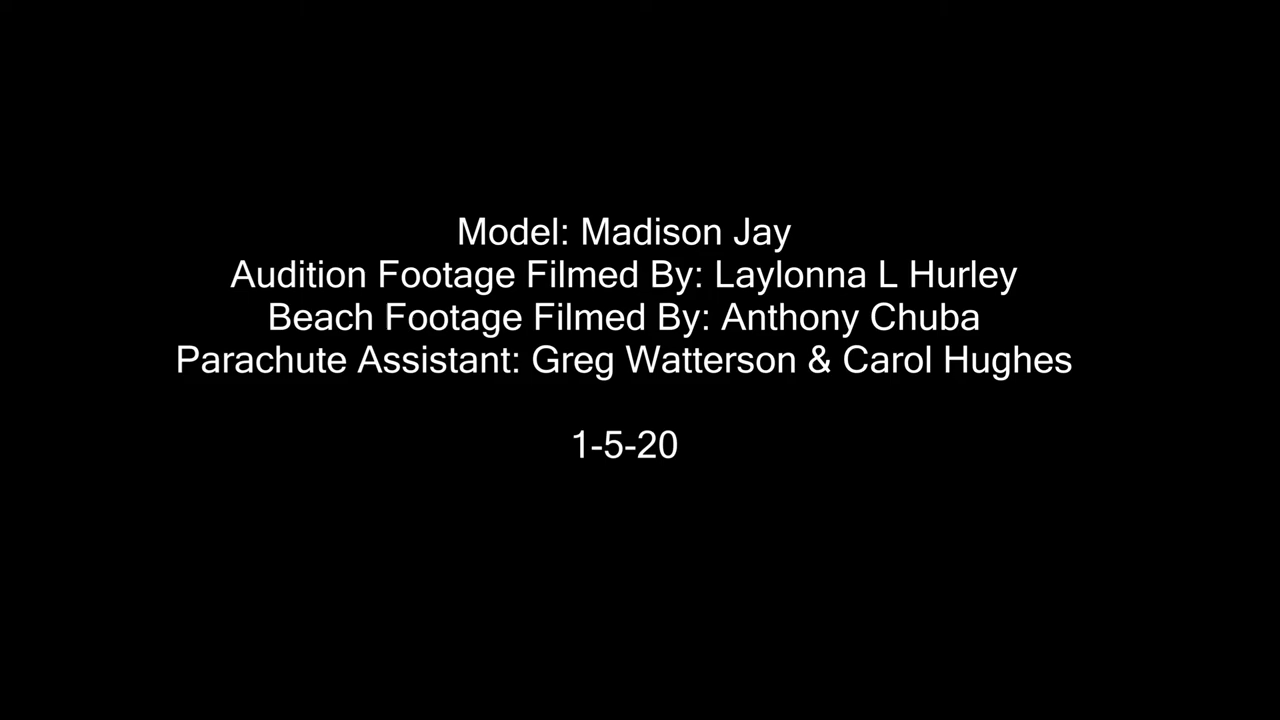 Model: Madison Jay
Audition Footage Filmed By: Laylonna L Hurley
Beach Footage Filmed By: Anthony Chuba
Parachute Assistant: Greg Watterson & Carol Hughes
1-5-20